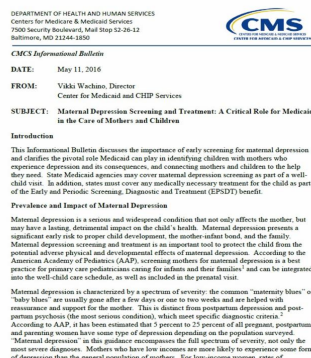 DEPARTMENT OF HEALTH AND HUMAN SERVICES
Centers for Medicare & Medicaid Services
7500 Security Boulevard, Mail Stop S2-26-12
Baltimore, MD 21244-1850
CMS
CENTERS FOR MEDICARE & MEDICAID SERVICES
CMCS Informational Bulletin
DATE: May 11, 2016
FROM: Vikki Wachino, Director
Center for Medicaid and CHIP Services
SUBJECT: Maternal Depression Screening and Treatment: A Critical Role for Medicaid
in the Care of Mothers and Children
Introduction
This Informational Bulletin discusses the importance of early screening for maternal depression
and clarifies the pivotal role Medicaid can play in identifying children with mothers who
experience depression and its consequences, and connecting mothers and children to the help
they need. State Medicaid agencies may cover maternal depression screening as part of a well-
child visit. In addition, states must cover any medically necessary treatment for the child as part
of the Early and Periodic Screening, Diagnostic and Treatment (EPSDT) benefit.
Prevalence and Impact of Maternal Depression
Maternal depression is a serious and widespread condition that not only affects the mother, but
may have a lasting, detrimental impact on the child's health. Maternal depression presents a
significant early risk to proper child development, the mother-infant bond, and the family.
Maternal depression screening and treatment is an important tool to protect the child from the
potential adverse physical and developmental effects of maternal depression. According to the
American Academy of Pediatrics (AAP), screening mothers for maternal depression is a best
practice for primary care pediatricians caring for infants and their families¹ and can be integrated
into the well-child care schedule, as well as included in the prenatal visit.
Maternal depression is characterized by a spectrum of severity: the common "maternity blues" o
"baby blues" are usually gone after a few days or one to two weeks and are helped with
reassurance and support for the mother. This is distinct from postpartum depression and post-
partum psychosis (the most serious condition), which meet specific diagnostic criteria.²
According to AAP, it has been estimated that 5 percent to 25 percent of all pregnant, postpartum
and parenting women have some type of depression depending on the population surveyed.
"Maternal depression" in this guidance encompasses the full spectrum of severity, not only the
most severe diagnoses. Mothers who have low incomes are more likely to experience some form
of depression than the general population of mothers. For low-income women, rates of